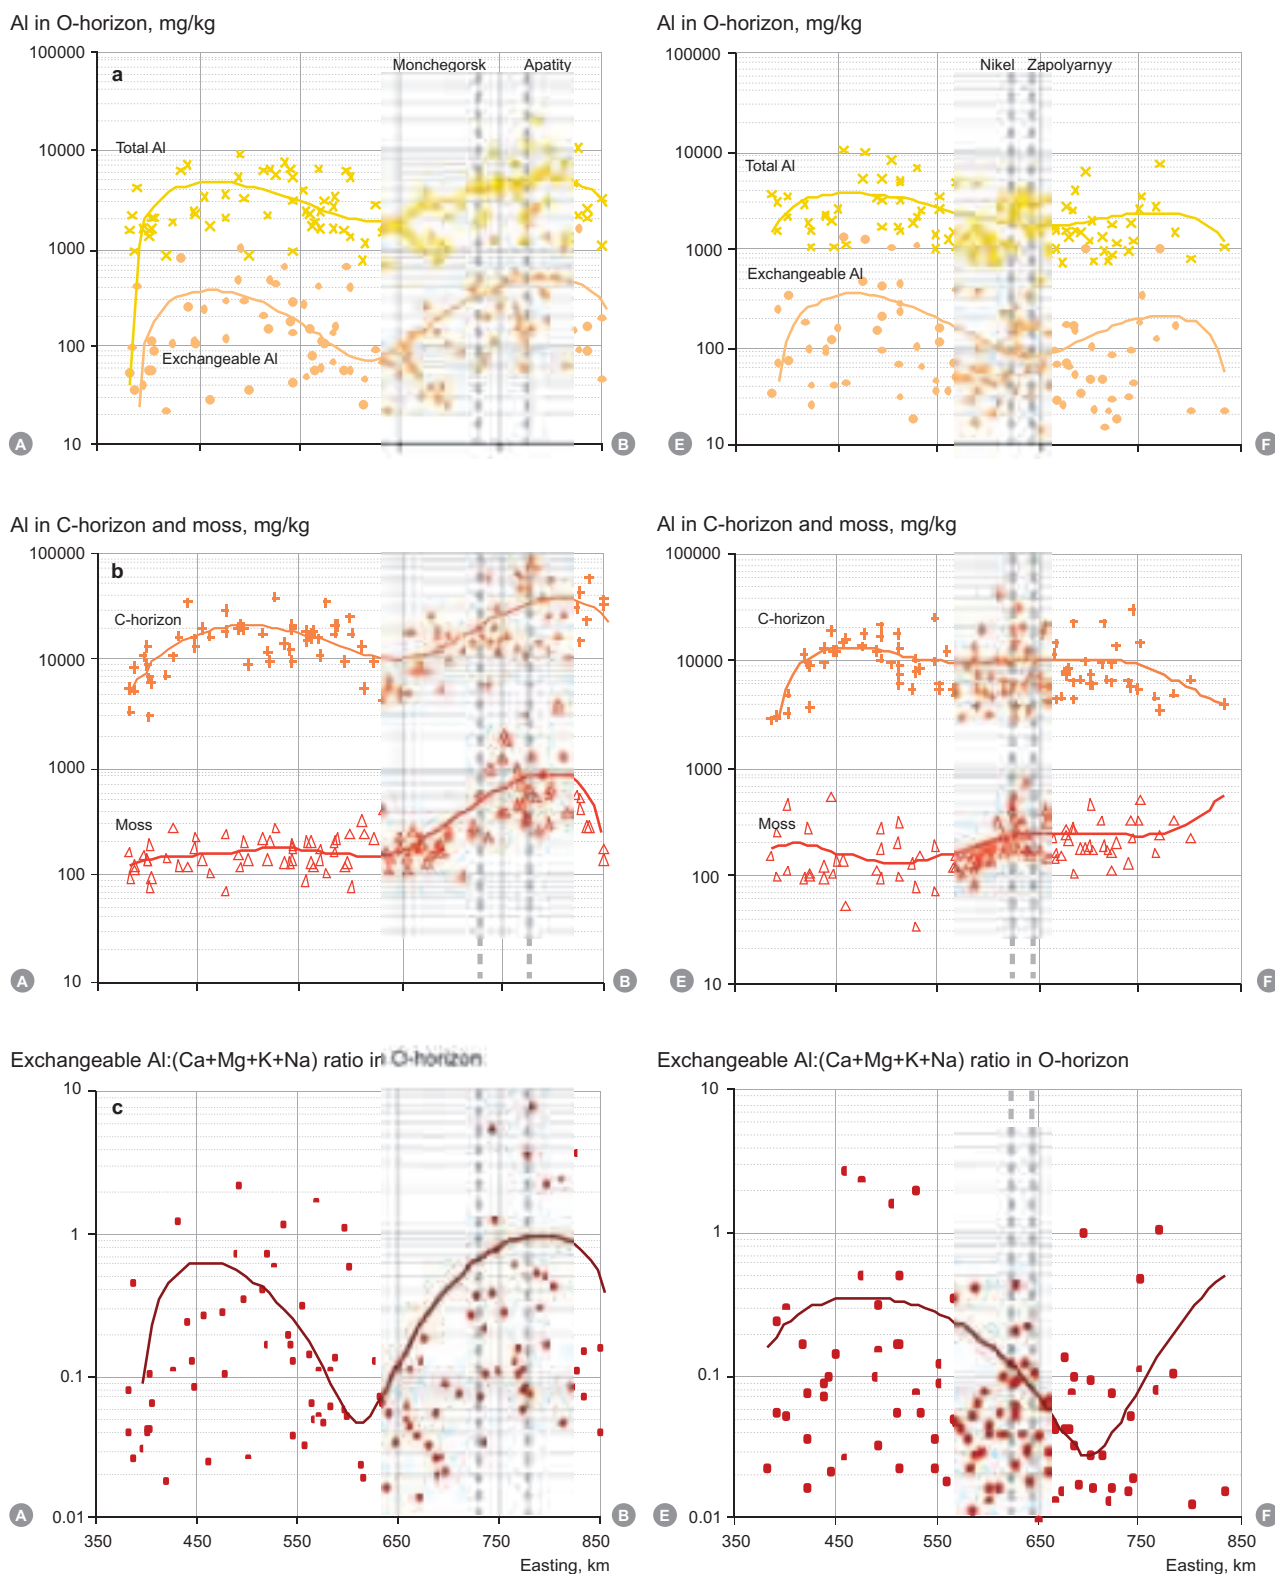 Al in O-horizon, mg/kg
Al in O-horizon, mg/kg
100000
a
Monchegorsk
Apatity
Total Al
10000
1000
100
Exchangeable Al
10
A
B
100000
Nikel
Zapolyarnyy
10000
Total Al
1000
Exchangeable Al
100
10
E
F
Al in C-horizon and moss, mg/kg
Al in C-horizon and moss, mg/kg
100000
b
C-horizon
10000
1000
Moss
100
10
A
B
100000
C-horizon
10000
1000
Moss
100
10
E
F
Exchangeable Al:(Ca+Mg+K+Na) ratio in O-horizon
Exchangeable Al:(Ca+Mg+K+Na) ratio in O-horizon
10
c
1
0.1
0.01
A
B
350
450
550
650
750
850
Easting, km
10
1
0.1
0.01
E
F
350
450
550
650
750
850
Easting, km